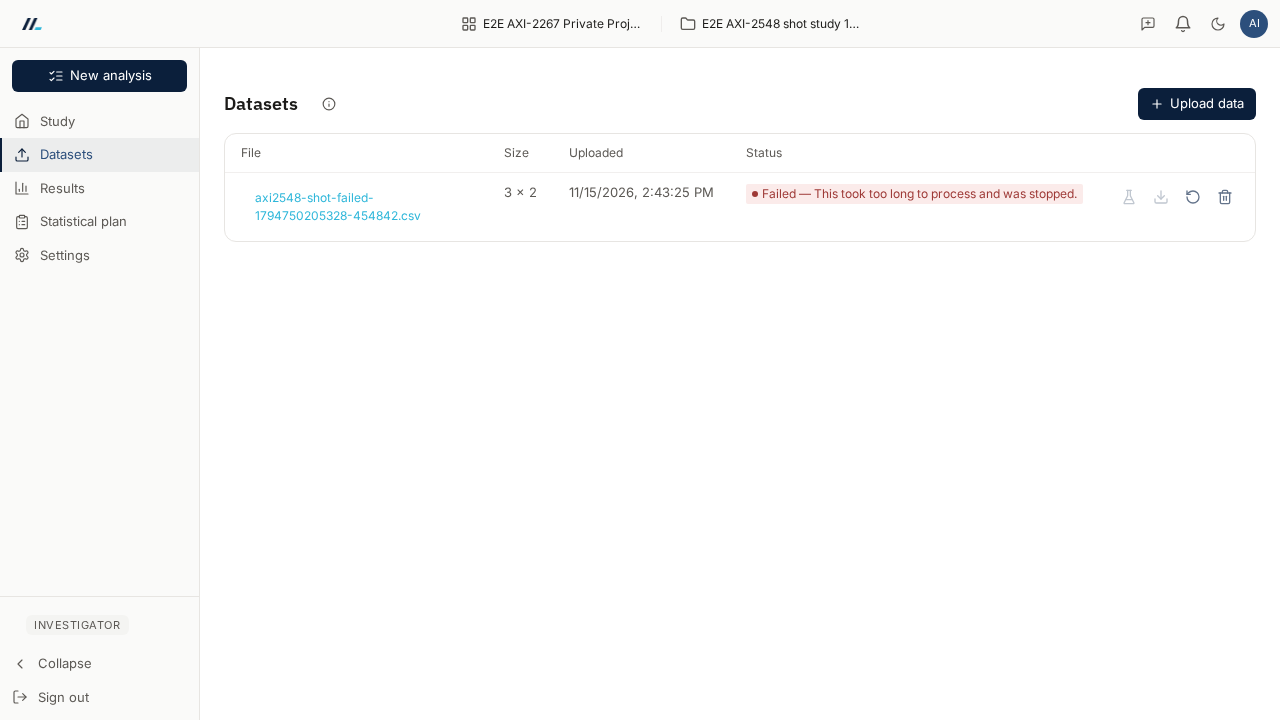 E2E AXI-2267 Private Proj...
E2E AXI-2548 shot study 1...
AI
New analysis
Study
Datasets
Results
Statistical plan
Settings
INVESTIGATOR
Collapse
Sign out
Datasets
Upload data
File Size Uploaded Status
axi2548-shot-failed-
1794750205328-454842.csv
3 × 2
11/15/2026, 2:43:25 PM
Failed — This took too long to process and was stopped.